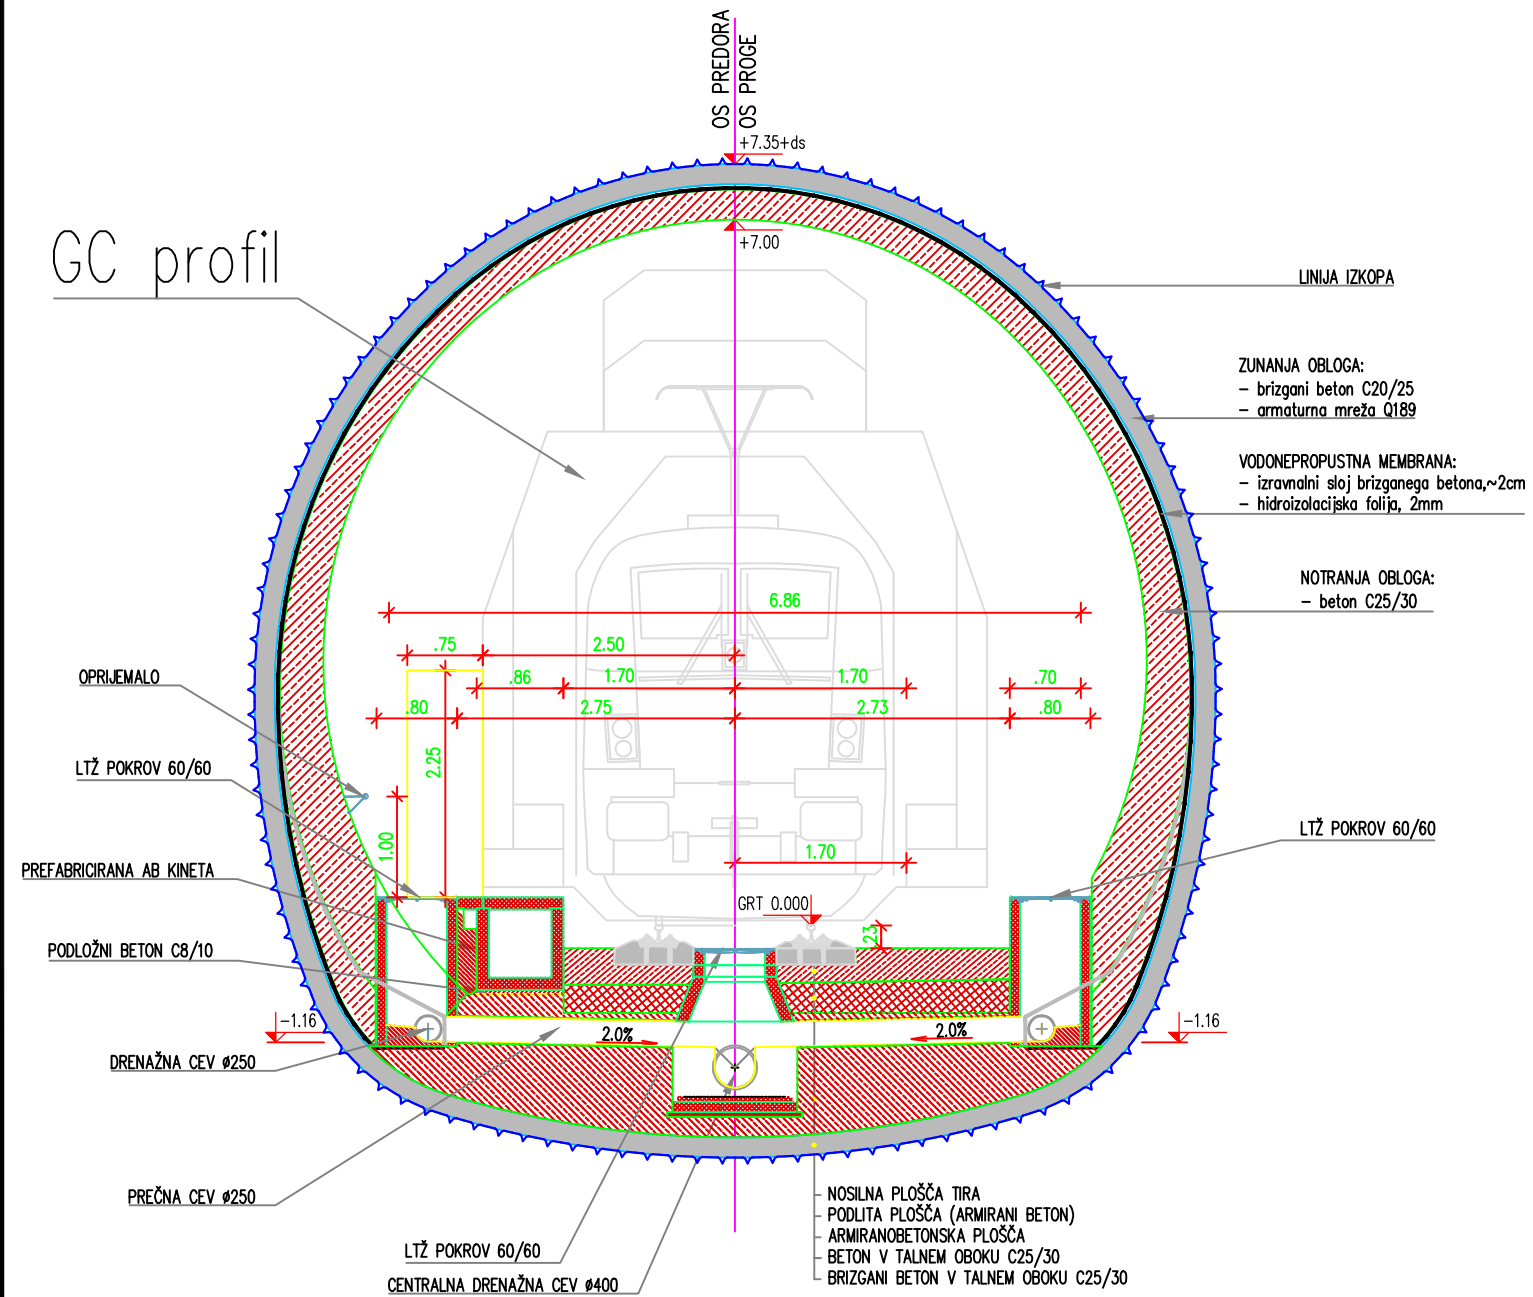 OS PREDORA
OS PROGE
+7.35+ds
GC profil
+7.00
LINIJA IZKOPA
ZUNANJA OBLOGA:
- brizgani beton C20/25
- armaturna mreža Q189
VODONEPROPUSTNA MEMBRANA:
- izravnalni sloj brizganega betona,~2cm
- hidroizolacijska folija, 2mm
NOTRANJA OBLOGA:
- beton C25/30
6.86
.75
2.50
.86
1.70
1.70
.70
.80
2.75
2.73
.80
OPRIJEMALO
2.25
LTŽ POKROV 60/60
1.00
1.70
LTŽ POKROV 60/60
PREFABRICIRANA AB KINETA
GRT 0.000
23
PODLOŽNI BETON C8/10
-1.16
2.0%
2.0%
-1.16
DRENAŽNA CEV ø250
PREČNA CEV ø250
LTŽ POKROV 60/60
CENTRALNA DRENAŽNA CEV ø400
NOSILNA PLOŠČA TIRA
PODLITA PLOŠČA (ARMIRANI BETON)
ARMIRANOBETONSKA PLOŠČA
BETON V TALNEM OBOKU C25/30
BRIZGANI BETON V TALNEM OBOKU C25/30